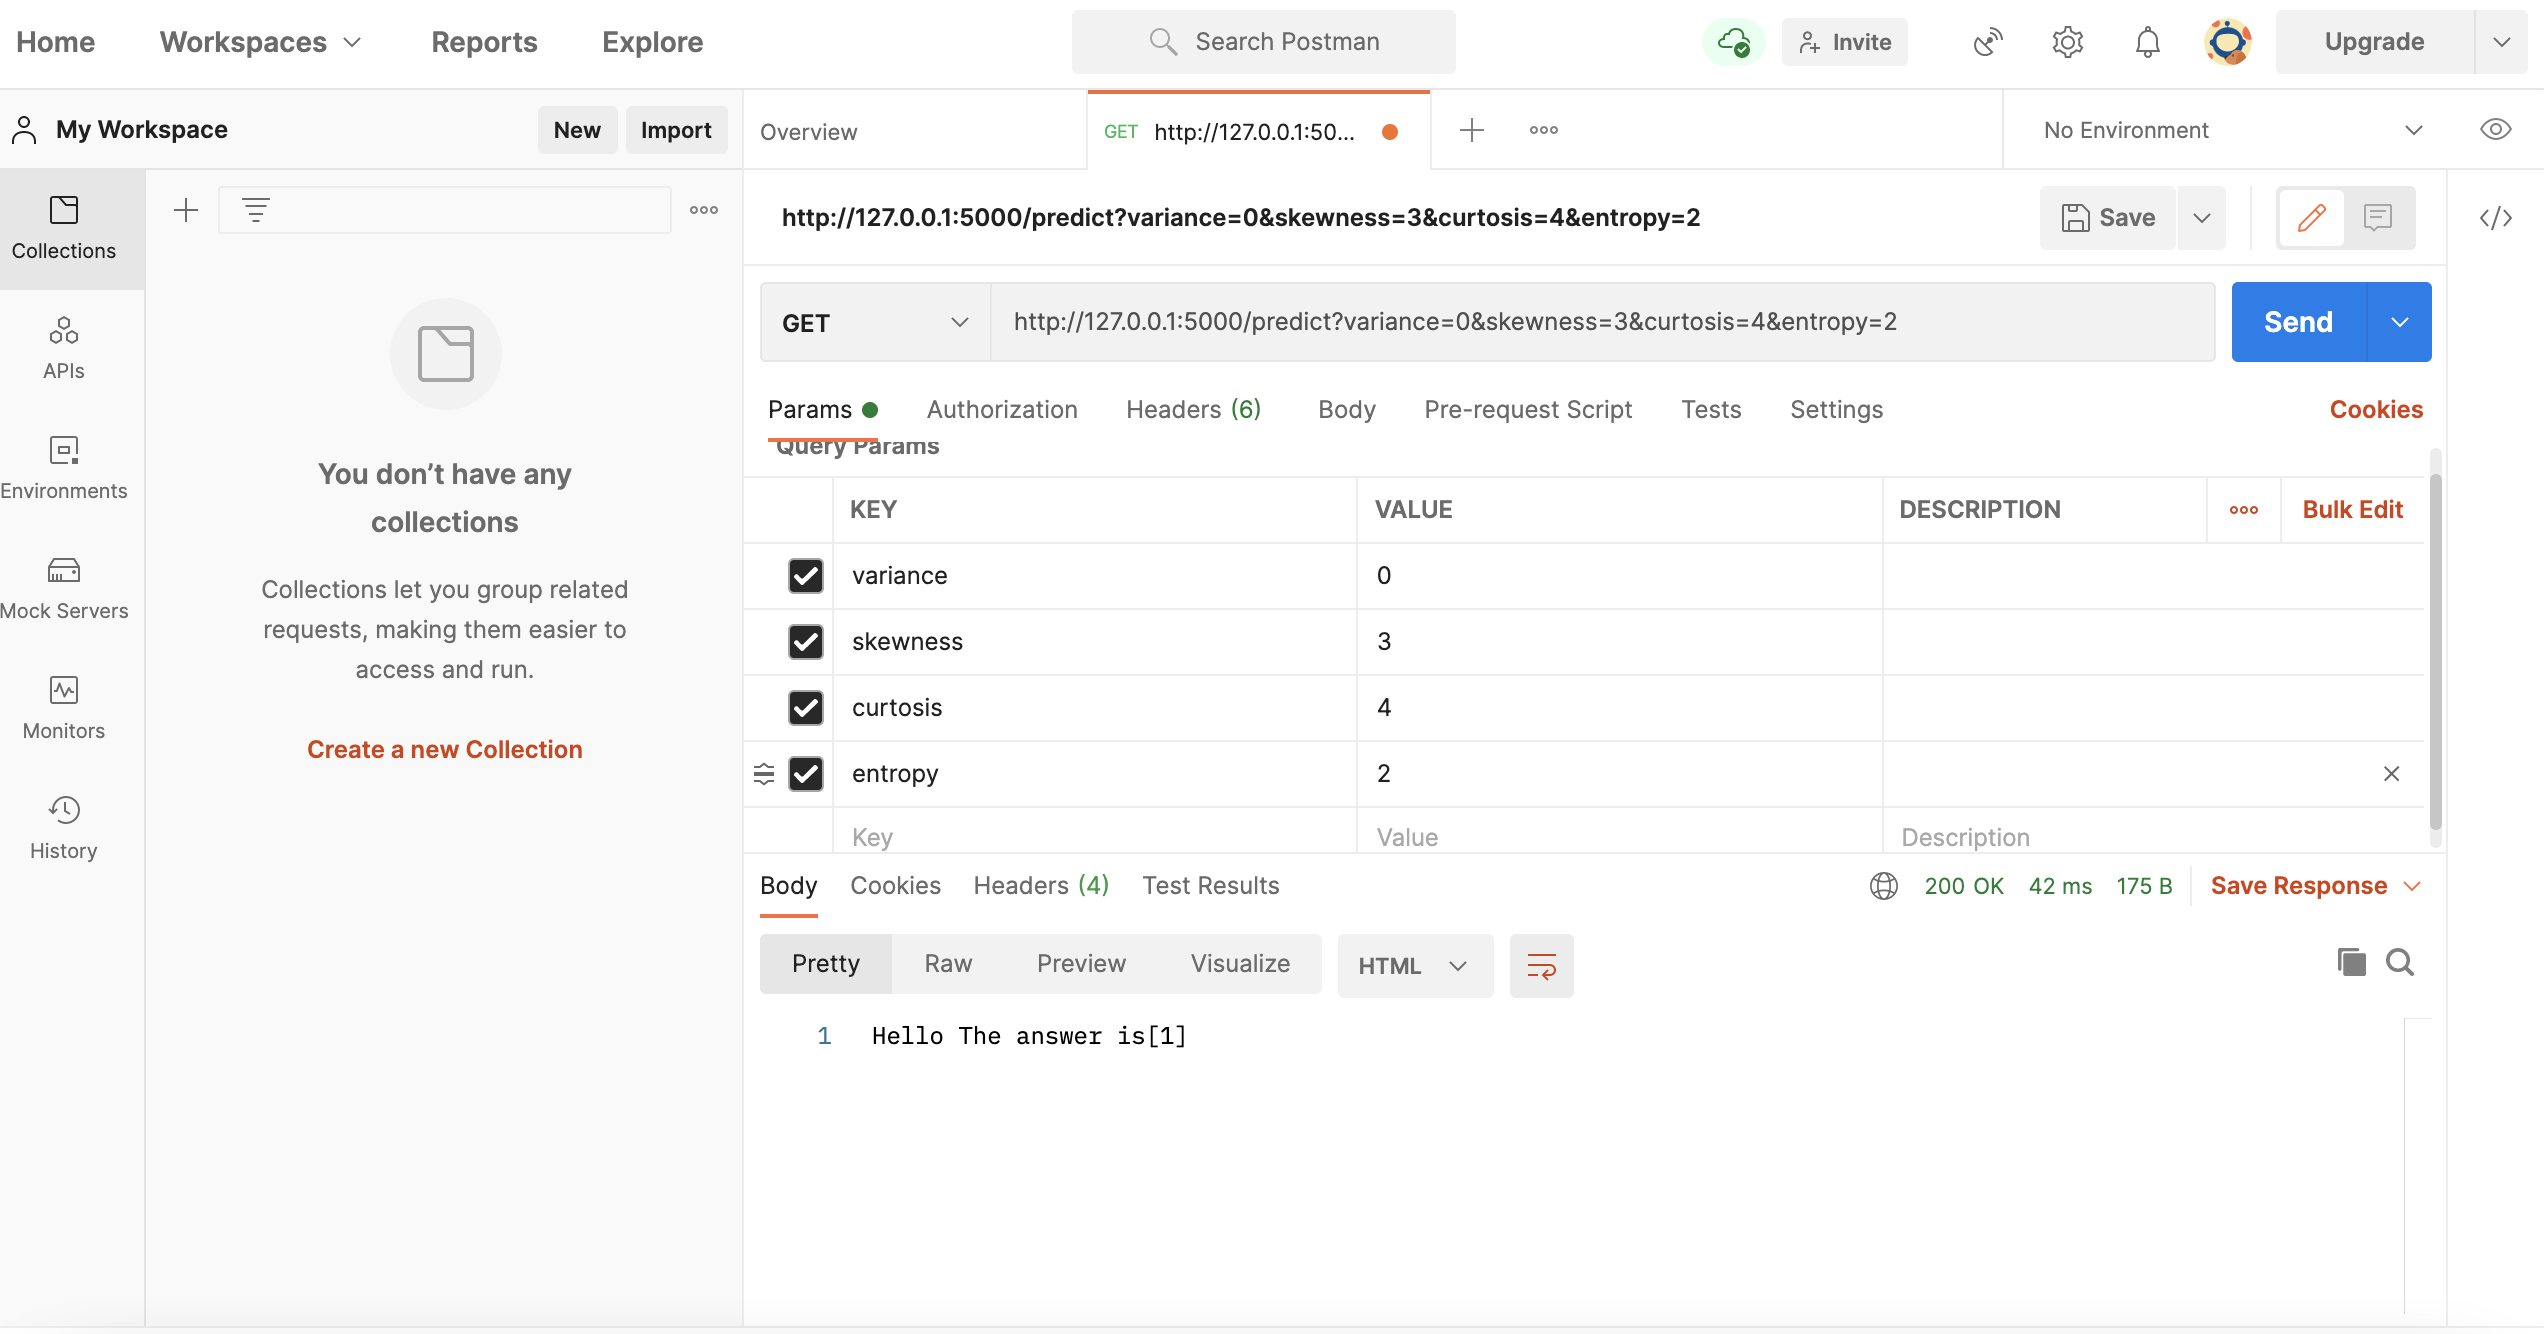 Home Workspaces Reports Explore Search Postman Invite Upgrade
My Workspace New Import
Overview GET http://127.0.0.1:50... No Environment
Collections
APIs
Environments
Mock Servers
Monitors
History
You don’t have any
collections
Collections let you group related
requests, making them easier to
access and run.
Create a new Collection
http://127.0.0.1:5000/predict?variance=0&skewness=3&curtosis=4&entropy=2 Save
GET http://127.0.0.1:5000/predict?variance=0&skewness=3&curtosis=4&entropy=2 Send
Params Authorization Headers (6) Body Pre-request Script Tests Settings Cookies
Query Params
KEY VALUE DESCRIPTION Bulk Edit
variance 0
skewness 3
curtosis 4
entropy 2
Key Value Description
Body Cookies Headers (4) Test Results 200 OK 42 ms 175 B Save Response
Pretty Raw Preview Visualize HTML
1 Hello The answer is[1]